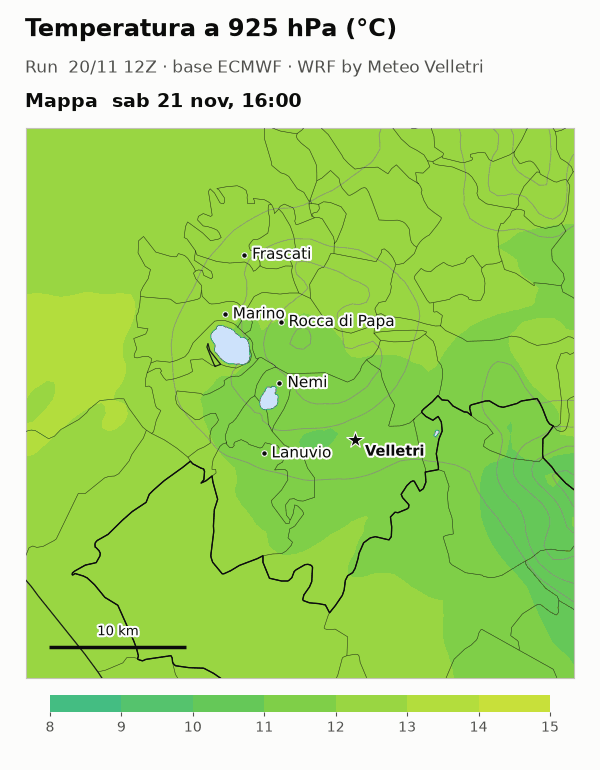 Temperatura a 925 hPa (°C)
Run  20/11 12Z · base ECMWF · WRF by Meteo Velletri
Mappa  sab 21 nov, 16:00
Frascati
Marino
Rocca di Papa
Nemi
Velletri
Lanuvio
10 km
8 9 10 11 12 13 14 15